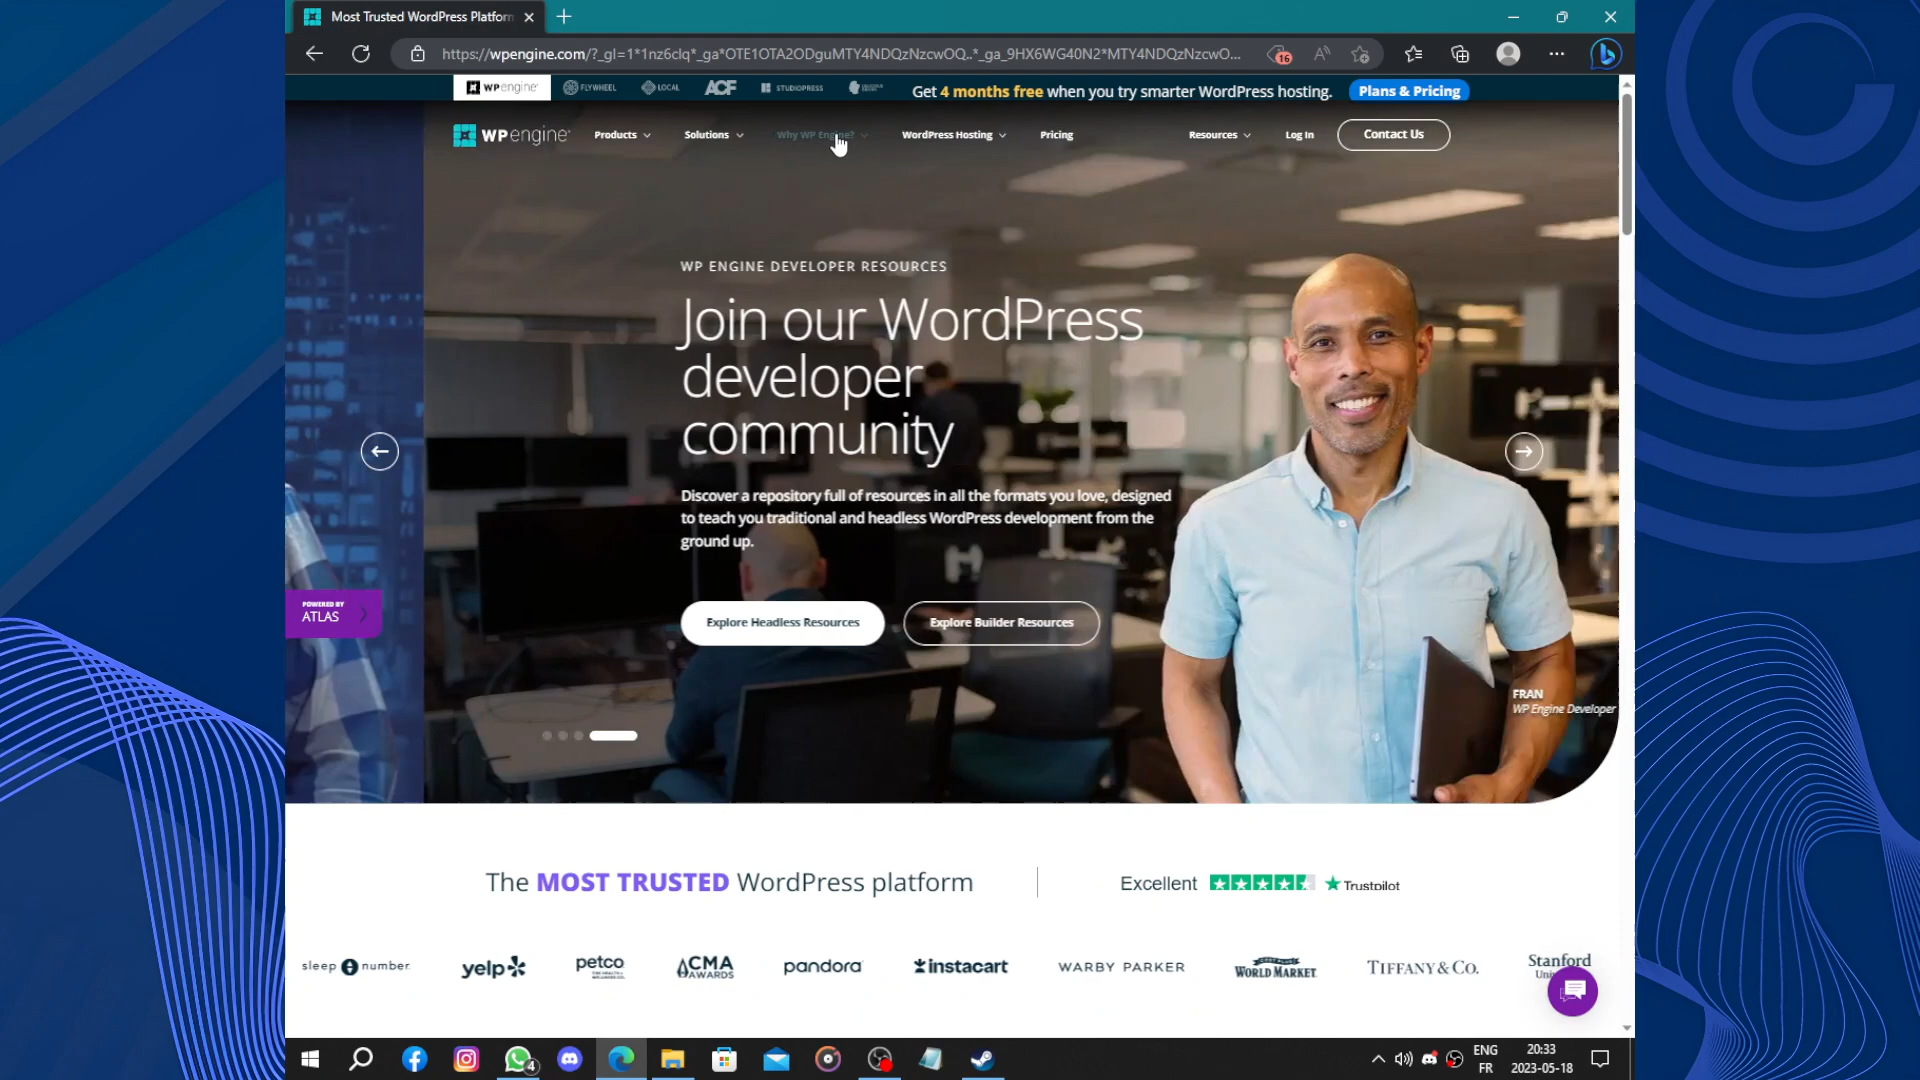 Most Trusted WordPress Platform
https://wpengine.com/?_gl=1*1nz6clq*_ga*OTE1OTA2ODguMTY4NDQzNzcwOQ..*_ga_9HX6WG40N2*MTY4NDQzNzcwO...
16
WP engine
FLYWHEEL
LOCAL
ACF
STUDIOPRESS
Get 4 months free when you try smarter WordPress hosting.
Plans & Pricing
WP engine
Products
Solutions
Why WP Engine?
WordPress Hosting
Pricing
Resources
Log In
Contact Us
WP ENGINE DEVELOPER RESOURCES
Join our WordPress
developer
community
Discover a repository full of resources in all the formats you love, designed
to teach you traditional and headless WordPress development from the
ground up.
POWERED BY
ATLAS
Explore Headless Resources
Explore Builder Resources
FRAN
WP Engine Developer
The MOST TRUSTED WordPress platform
Excellent
Trustpilot
sleep number
yelp
petco
CMA
AWARDS
pandora
instacart
WARBY PARKER
WORLD MARKET
TIFFANY & CO.
Stanford
4
ENG
FR
20:33
2023-05-18